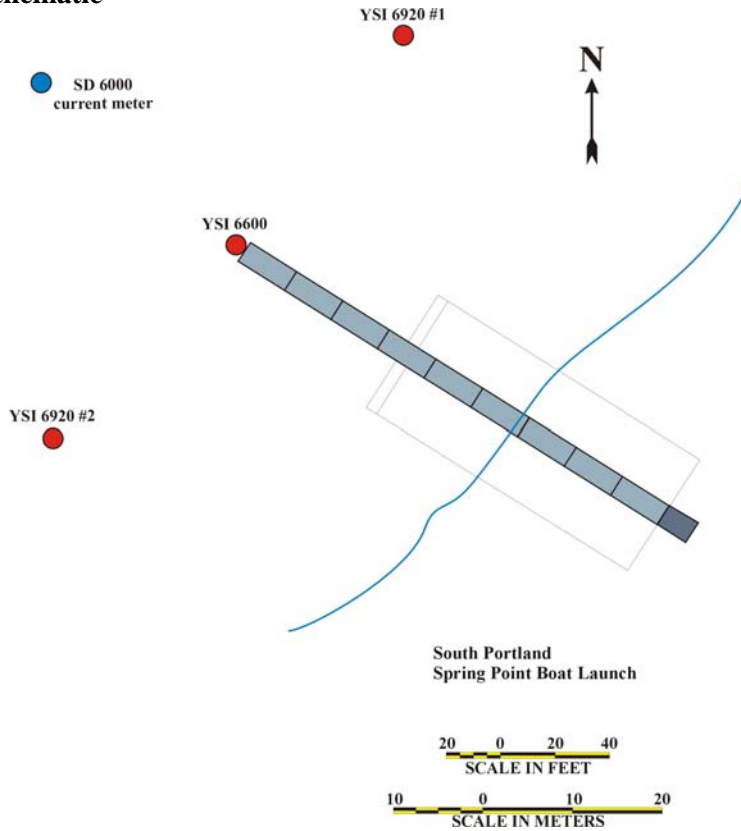 YSI 6920 #1
SD 6000
current meter
N
YSI 6600
YSI 6920 #2
South Portland
Spring Point Boat Launch
20 0 20 40
SCALE IN FEET
10 0 10 20
SCALE IN METERS